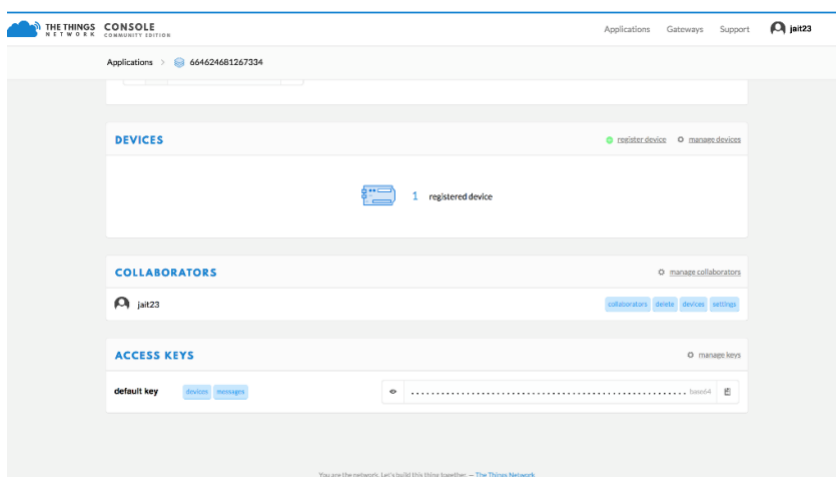 THE THINGS NETWORK CONSOLE COMMUNITY EDITION
Applications Gateways Support jait23
Applications > 664624681267334
DEVICES register device manage devices
1 registered device
COLLABORATORS manage collaborators
jait23 collaborators delete devices settings
ACCESS KEYS manage keys
default key devices messages base64
You are the network. Let's build this thing together. — The Things Network